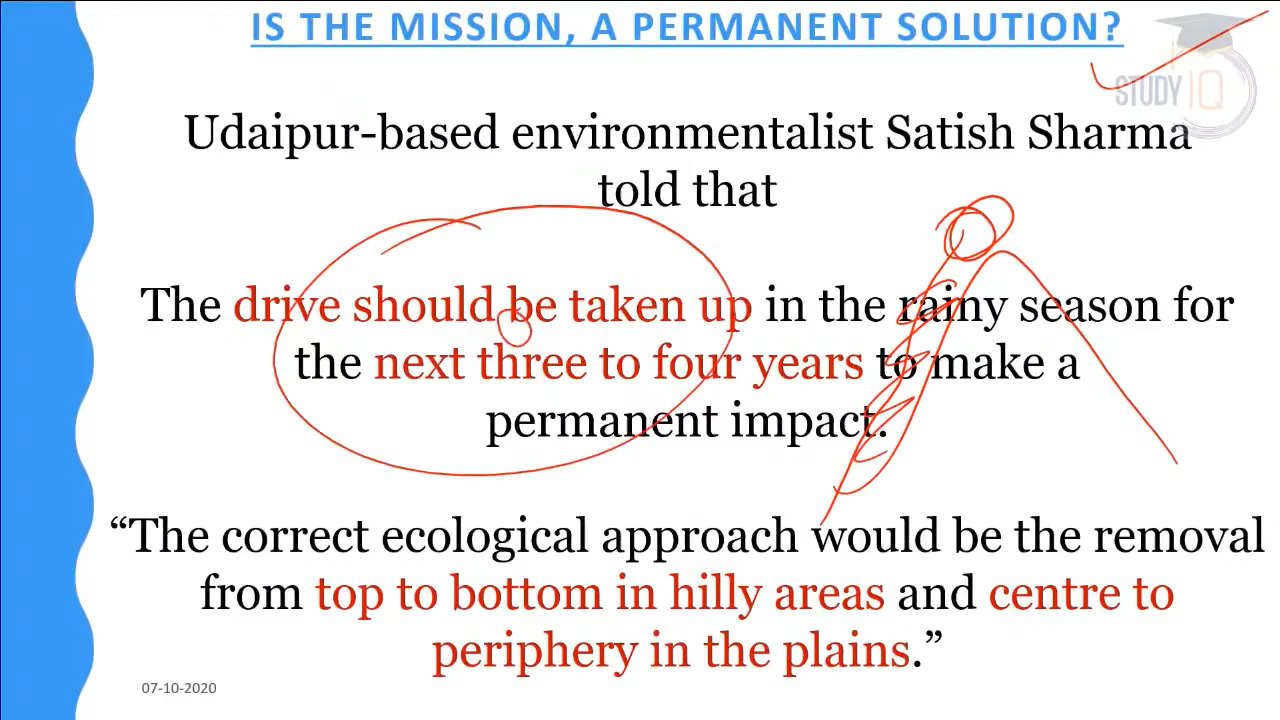 IS THE MISSION, A PERMANENT SOLUTION?
STUDY IQ
Udaipur-based environmentalist Satish Sharma
told that
The drive should be taken up in the rainy season for
the next three to four years to make a
permanent impact.
“The correct ecological approach would be the removal
from top to bottom in hilly areas and centre to
periphery in the plains.”
07-10-2020